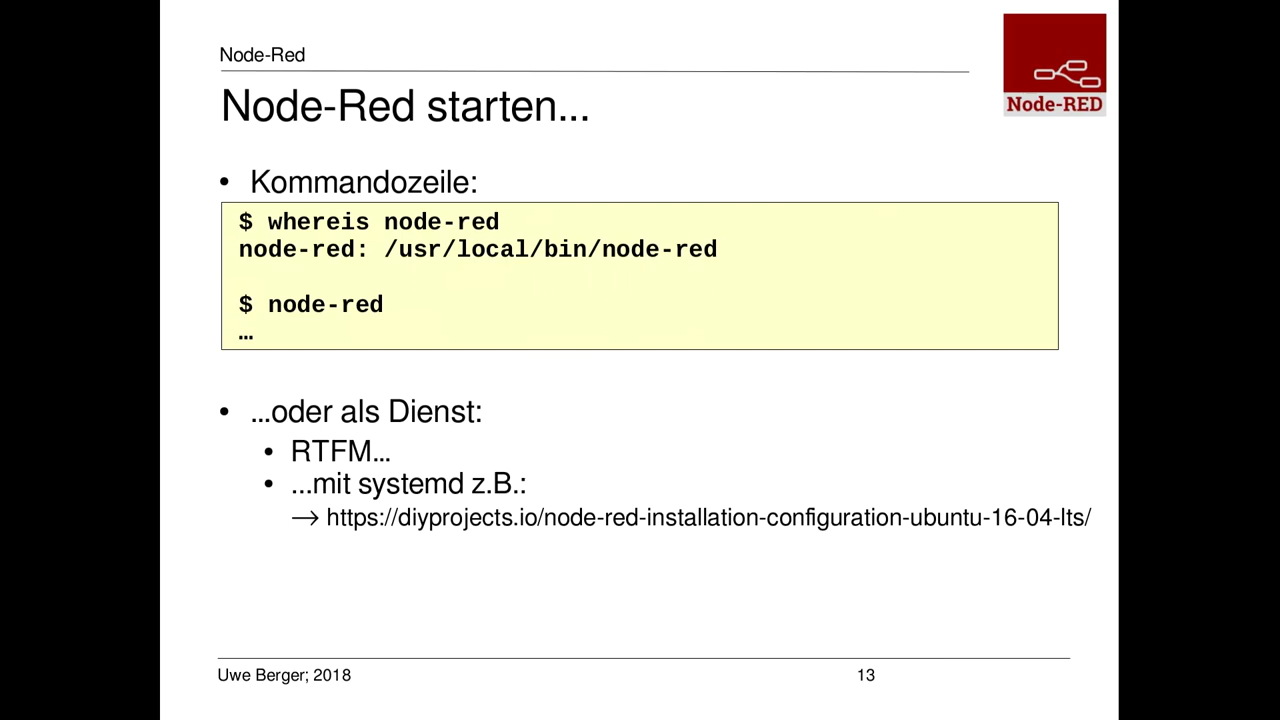 Node-Red
Node-RED
Node-Red starten...
• Kommandozeile:
$ whereis node-red
node-red: /usr/local/bin/node-red
$ node-red
…
• ...oder als Dienst:
• RTFM...
• ...mit systemd z.B.:
→ https://diyprojects.io/node-red-installation-configuration-ubuntu-16-04-lts/
Uwe Berger; 2018
13